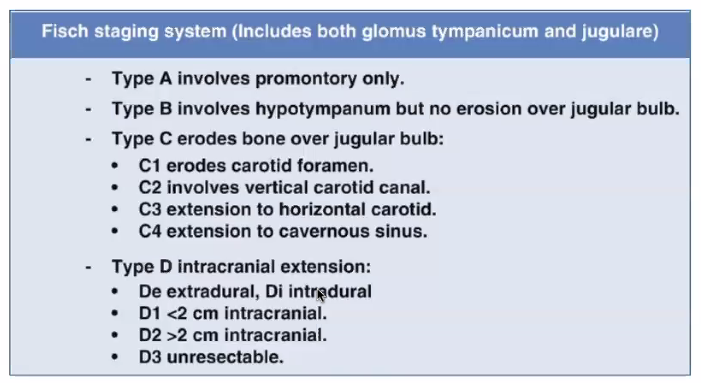 Fisch staging system (Includes both glomus tympanicum and jugulare)
- Type A involves promontory only.
- Type B involves hypotympanum but no erosion over jugular bulb.
- Type C erodes bone over jugular bulb:
• C1 erodes carotid foramen.
• C2 involves vertical carotid canal.
• C3 extension to horizontal carotid.
• C4 extension to cavernous sinus.
- Type D intracranial extension:
• De extradural, Di intradural
• D1 <2 cm intracranial.
• D2 >2 cm intracranial.
• D3 unresectable.